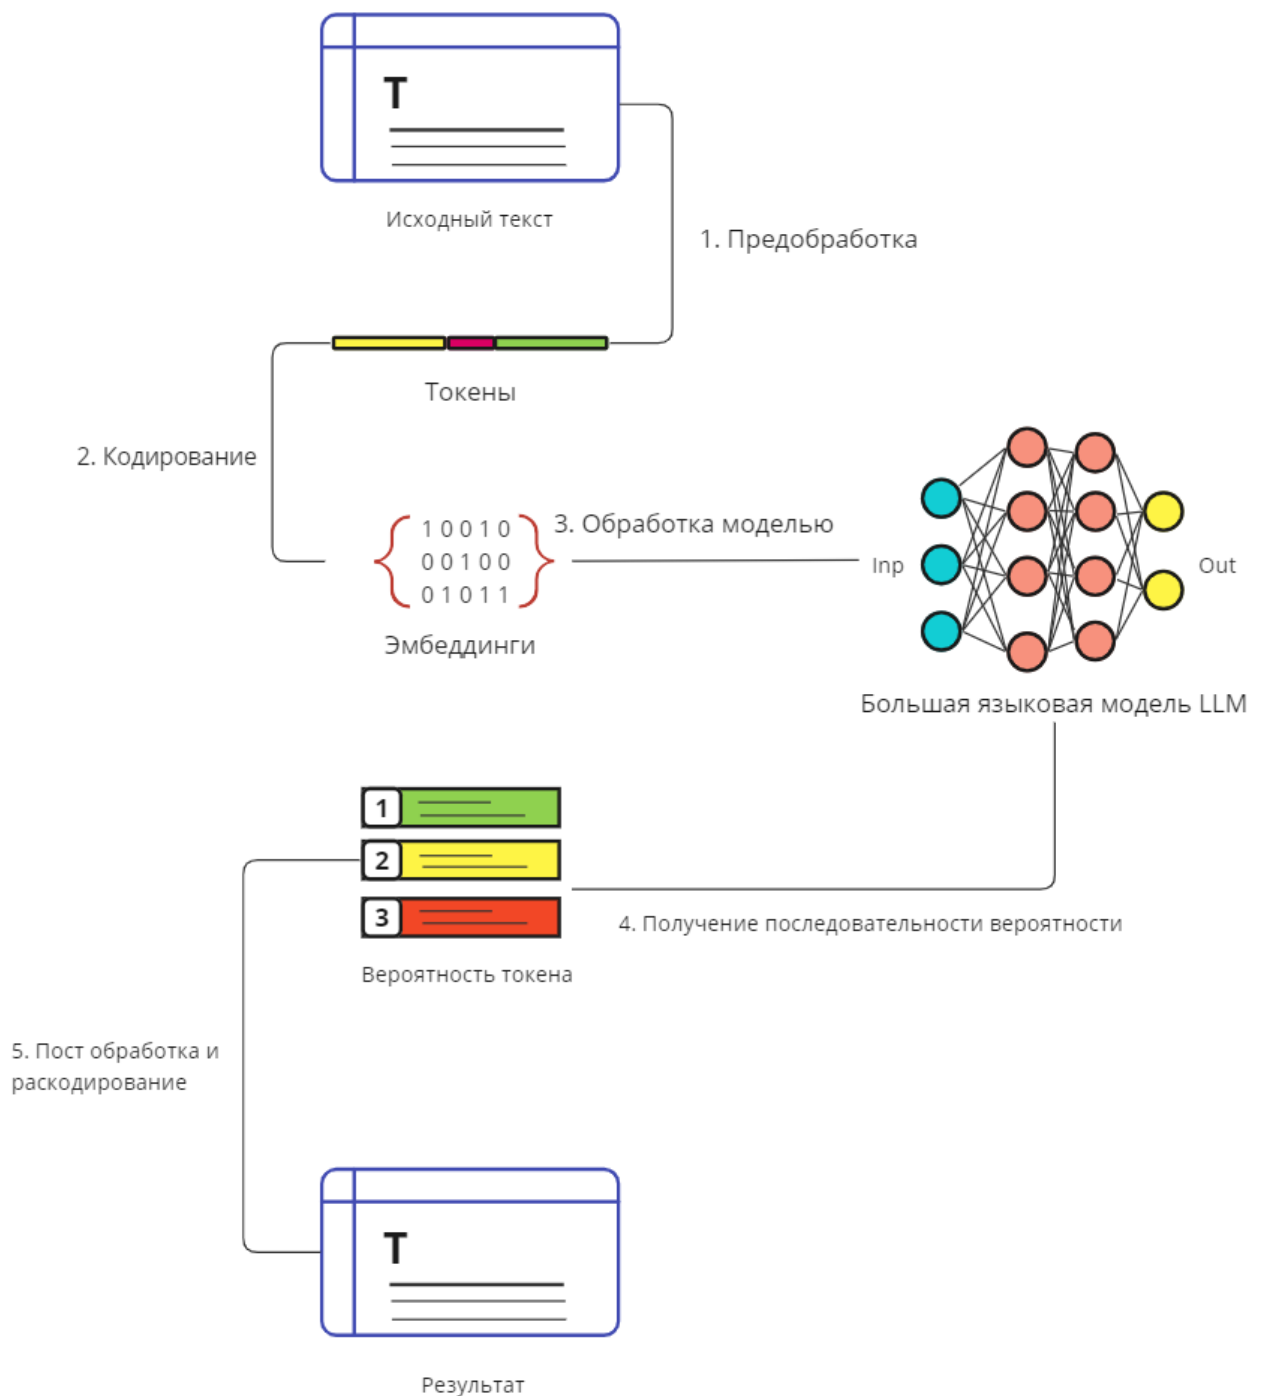 T
Исходный текст
1. Предобработка
Токены
2. Кодирование
1 0 0 1 0
0 0 1 0 0
0 1 0 1 1
Эмбеддинги
3. Обработка моделью
Inp
Out
Большая языковая модель LLM
1
2
3
4. Получение последовательности вероятности
Вероятность токена
5. Пост обработка и
раскодирование
T
Результат